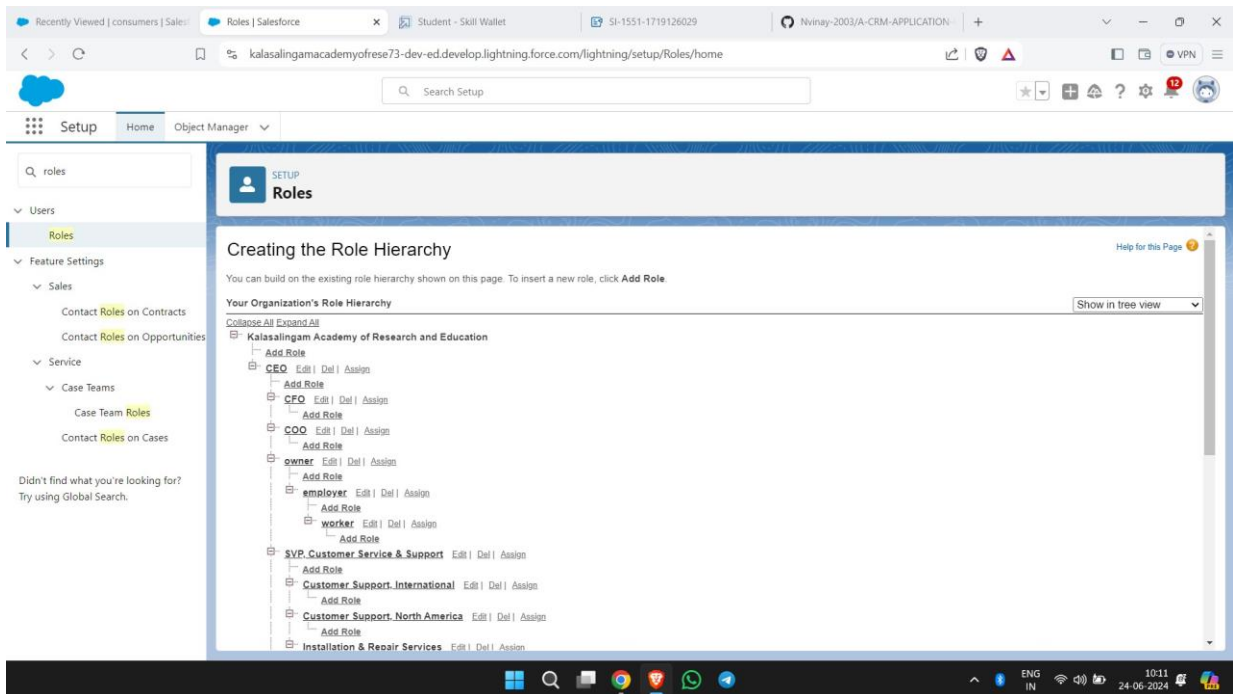 Recently Viewed | consumers | Sales
Roles | Salesforce
Student - Skill Wallet
SI-1551-1719126029
Nvinay-2003/A-CRM-APPLICATION-
kalasalingamacademyofrese73-dev-ed.develop.lightning.force.com/lightning/setup/Roles/home
VPN
Search Setup
12
Setup
Home
Object Manager
roles
Users
Roles
Feature Settings
Sales
Contact Roles on Contracts
Contact Roles on Opportunities
Service
Case Teams
Case Team Roles
Contact Roles on Cases
Didn't find what you're looking for?
Try using Global Search.
SETUP
Roles
Creating the Role Hierarchy
Help for this Page
You can build on the existing role hierarchy shown on this page. To insert a new role, click Add Role.
Your Organization's Role Hierarchy
Show in tree view
Collapse All Expand All
Kalasalingam Academy of Research and Education
Add Role
CEO Edit | Del | Assign
Add Role
CFO Edit | Del | Assign
Add Role
COO Edit | Del | Assign
Add Role
owner Edit | Del | Assign
Add Role
employer Edit | Del | Assign
Add Role
worker Edit | Del | Assign
Add Role
SVP, Customer Service & Support Edit | Del | Assign
Add Role
Customer Support, International Edit | Del | Assign
Add Role
Customer Support, North America Edit | Del | Assign
Add Role
Installation & Repair Services Edit | Del | Assign
ENG
IN
10:11
24-06-2024